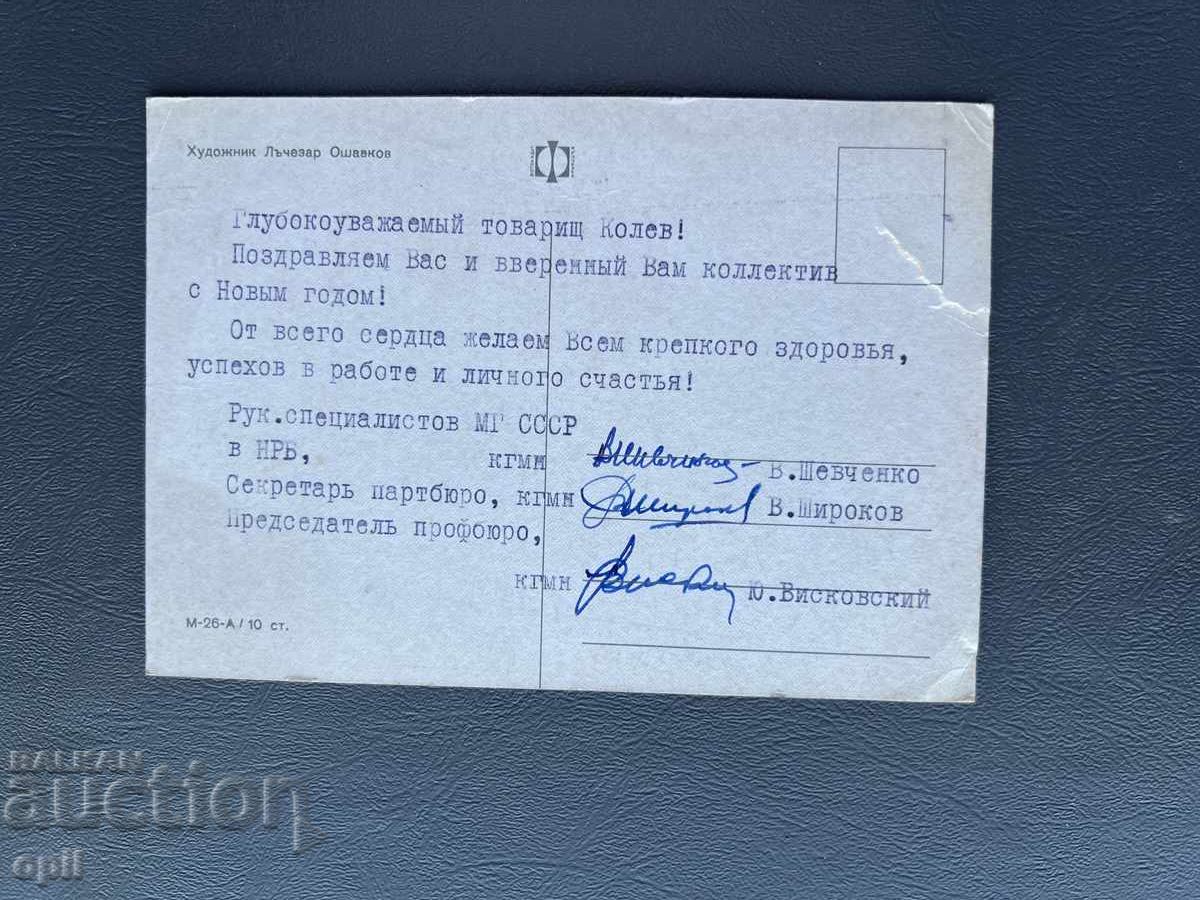 Художник Лъчезар Ошавков
Глубокоуважаемый товарищ Колев!
Поздравляем Вас и вверенный Вам коллектив
с Новым годом!
От всего сердца желаем Всем крепкого здоровья,
успехов в работе и личного счастья!
Рук.специалистов МГ СССР
в НРБ, кгмн В.Шевченко
Секретарь партбюро, кгмн В.Широков
Председатель профбюро,
кгмн Ю.Висковский
М-26-А/10 ст.
BALKAN
auction
opil